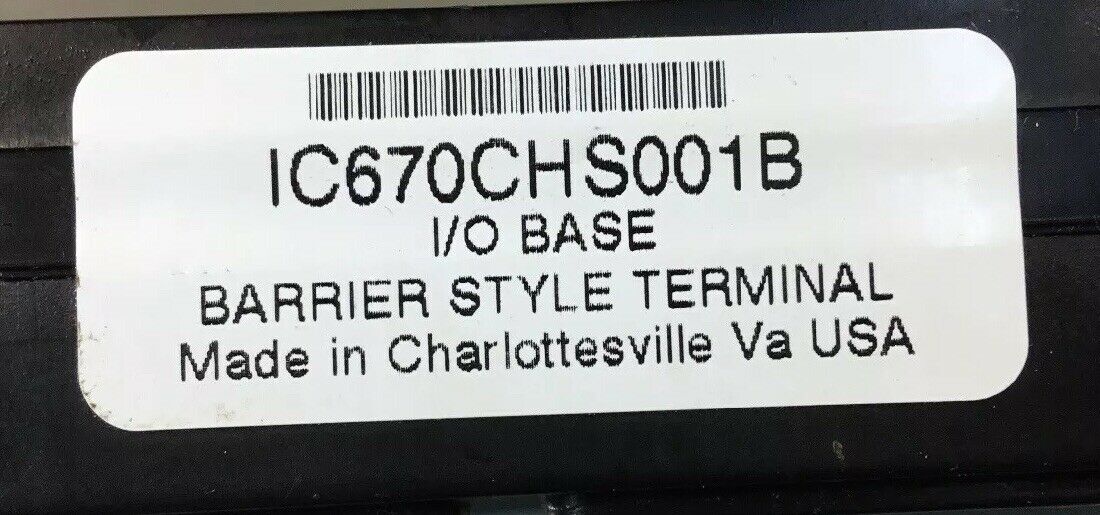 IC670CHS001B
I/O BASE
BARRIER STYLE TERMINAL
Made in Charlottesville Va USA